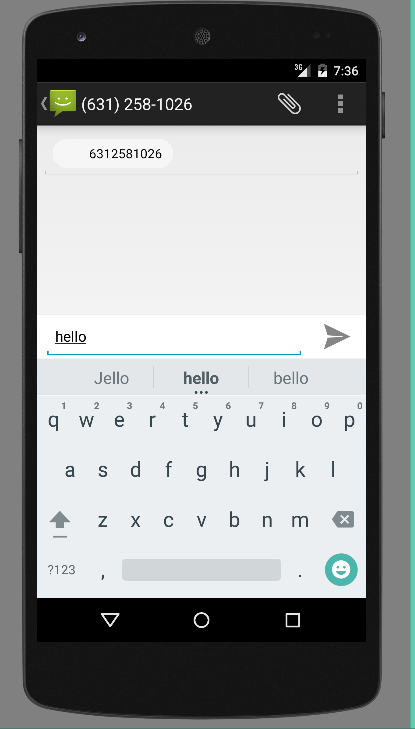 3G 7:36
(631) 258-1026
6312581026
hello
Jello hello bello
1 2 3 4 5 6 7 8 9 0
q w e r t y u i o p
a s d f g h j k l
z x c v b n m
?123 , .